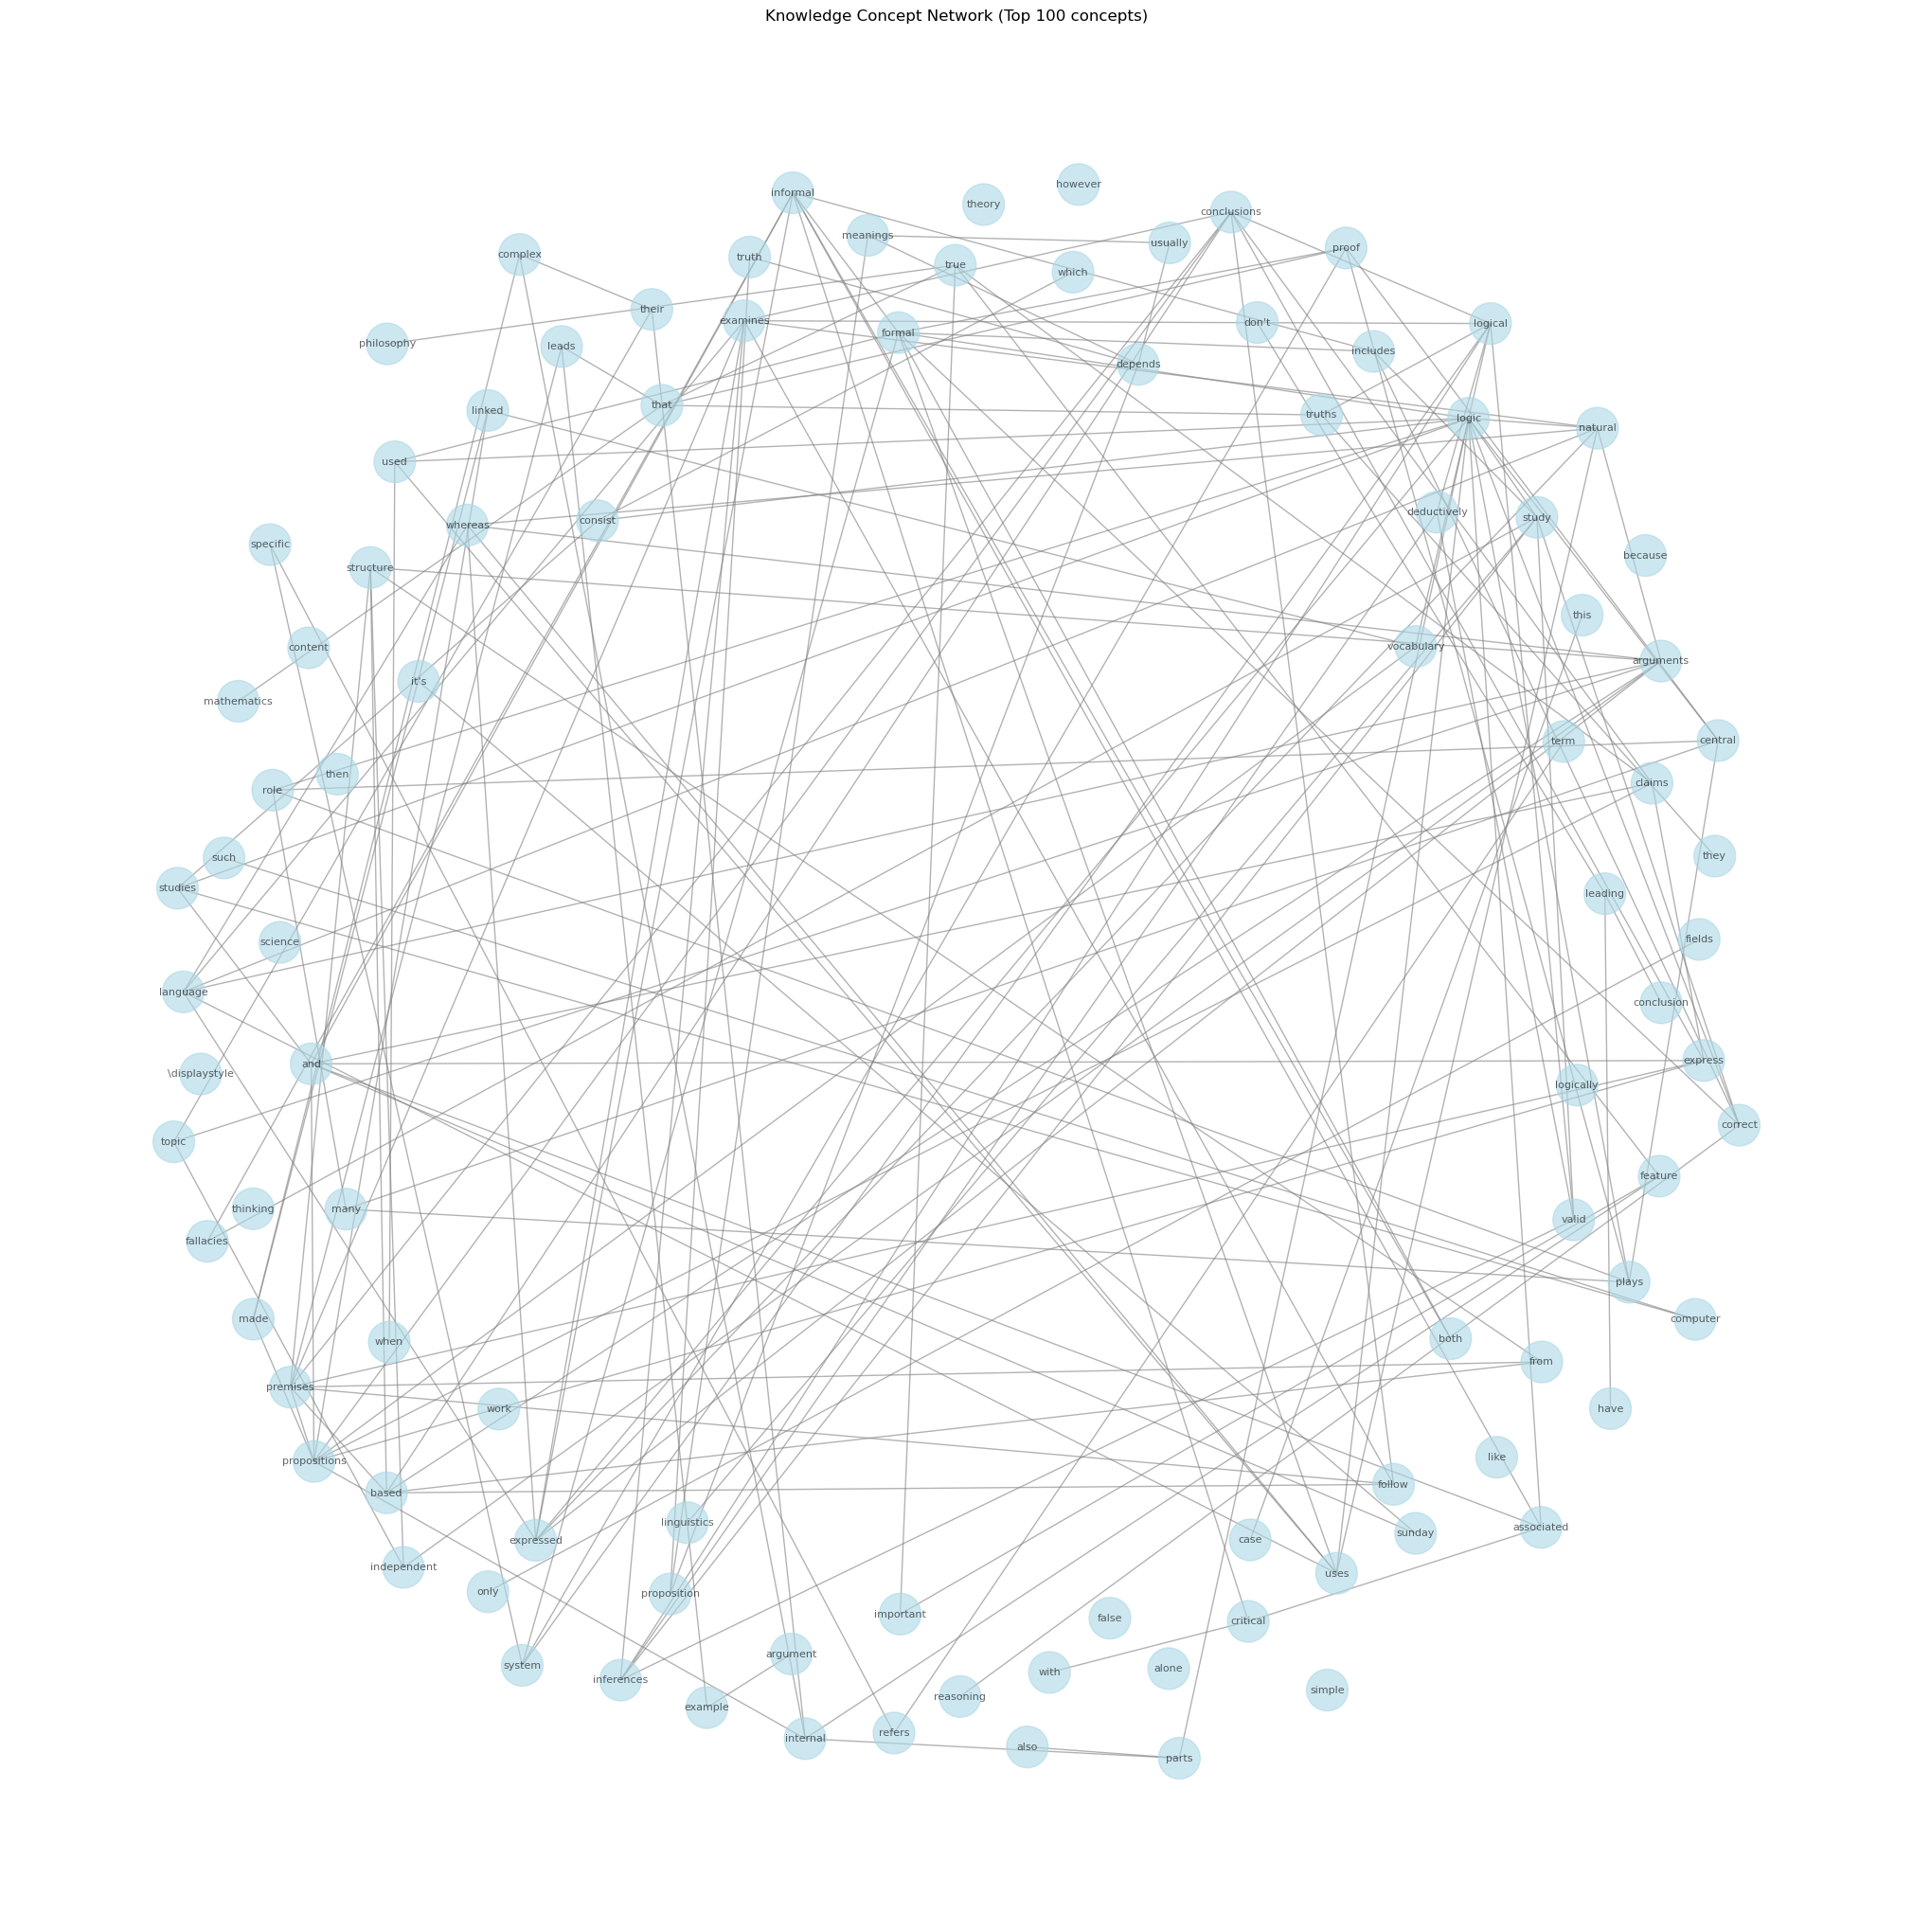 Knowledge Concept Network (Top 100 concepts)
however
informal
theory
conclusions
meanings
usually
proof
complex
truth
true
which
their
examines
don't
logical
formal
philosophy
leads
includes
depends
linked
that
truths
logic
natural
used
deductively
study
whereas
consist
specific
because
structure
this
content
vocabulary
arguments
it's
mathematics
term
central
then
role
claims
such
they
studies
leading
science
fields
language
conclusion
and
express
\displaystyle
logically
topic
correct
feature
thinking
many
valid
fallacies
plays
made
computer
when
both
from
premises
work
have
propositions
like
based
follow
linguistics
associated
expressed
sunday
case
independent
uses
only
proposition
important
false
critical
argument
system
with
alone
inferences
simple
reasoning
example
refers
internal
also
parts